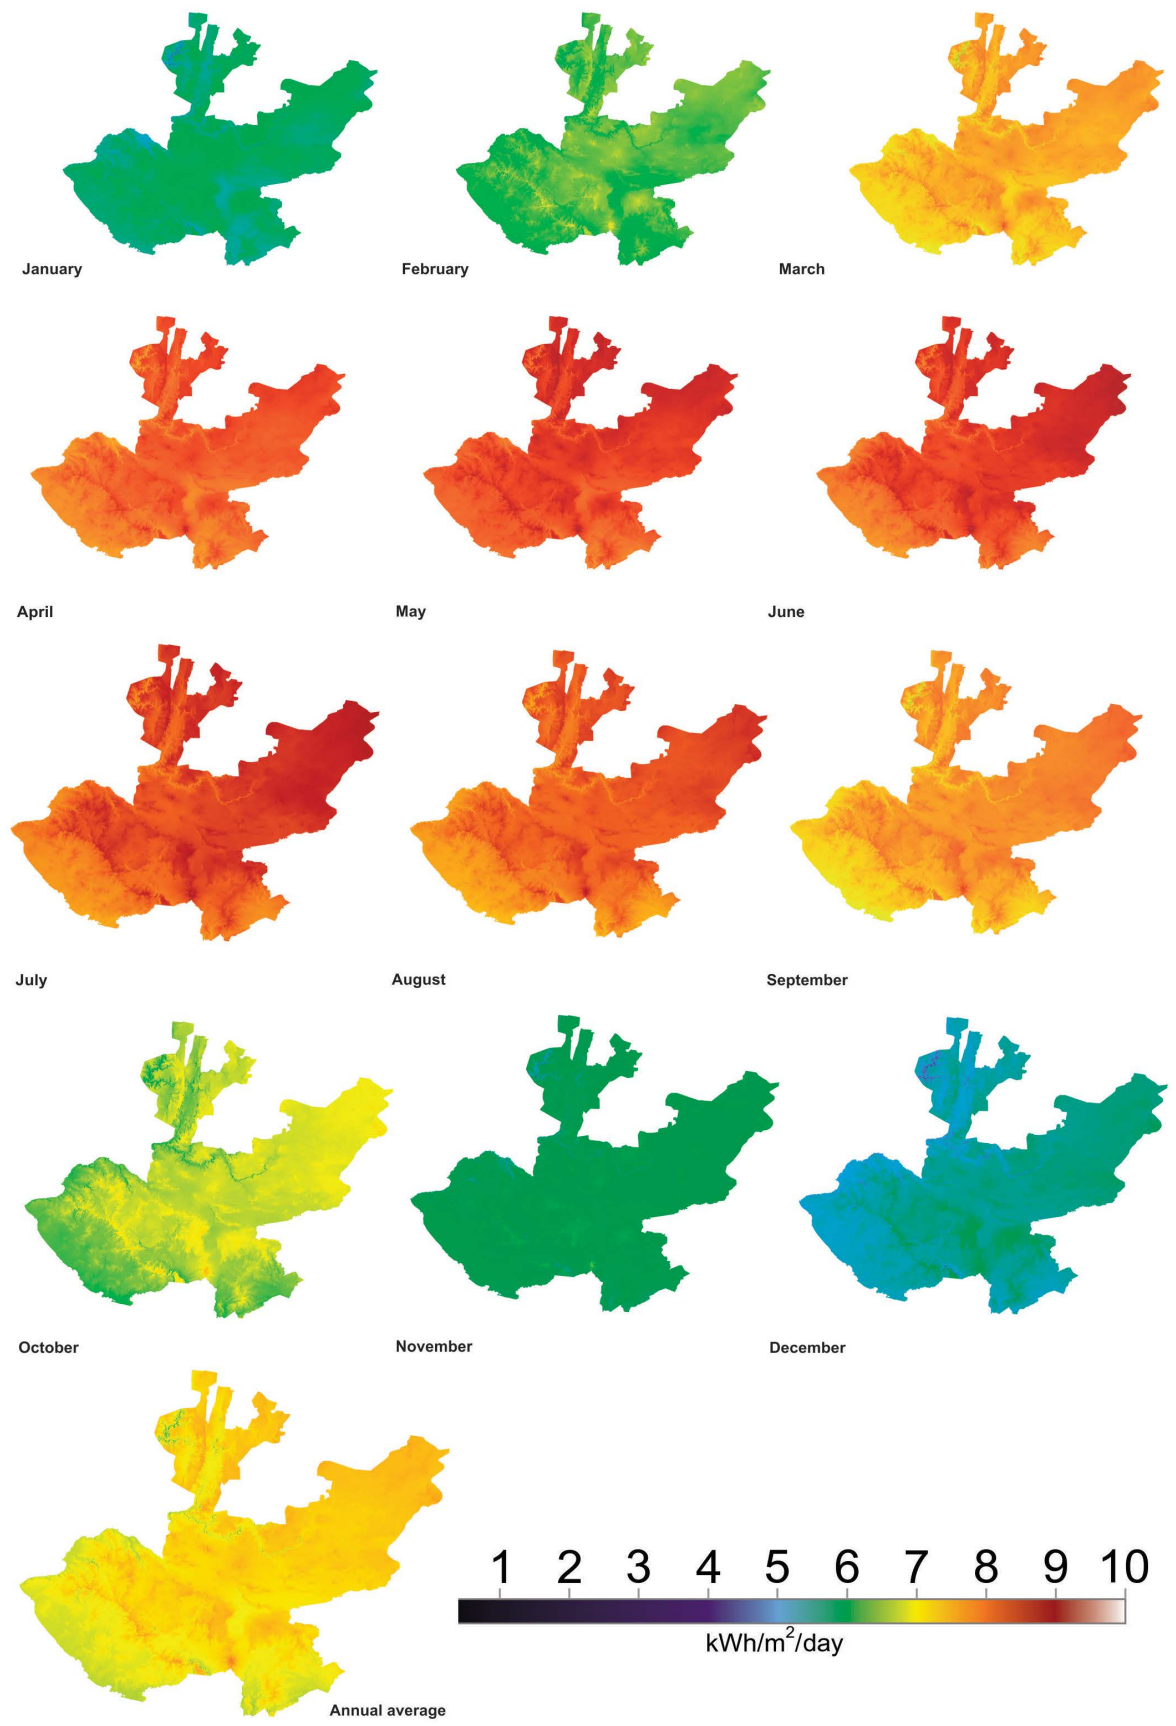 January
February
March
April
May
June
July
August
September
October
November
December
Annual average
1 2 3 4 5 6 7 8 9 10
kWh/m²/day